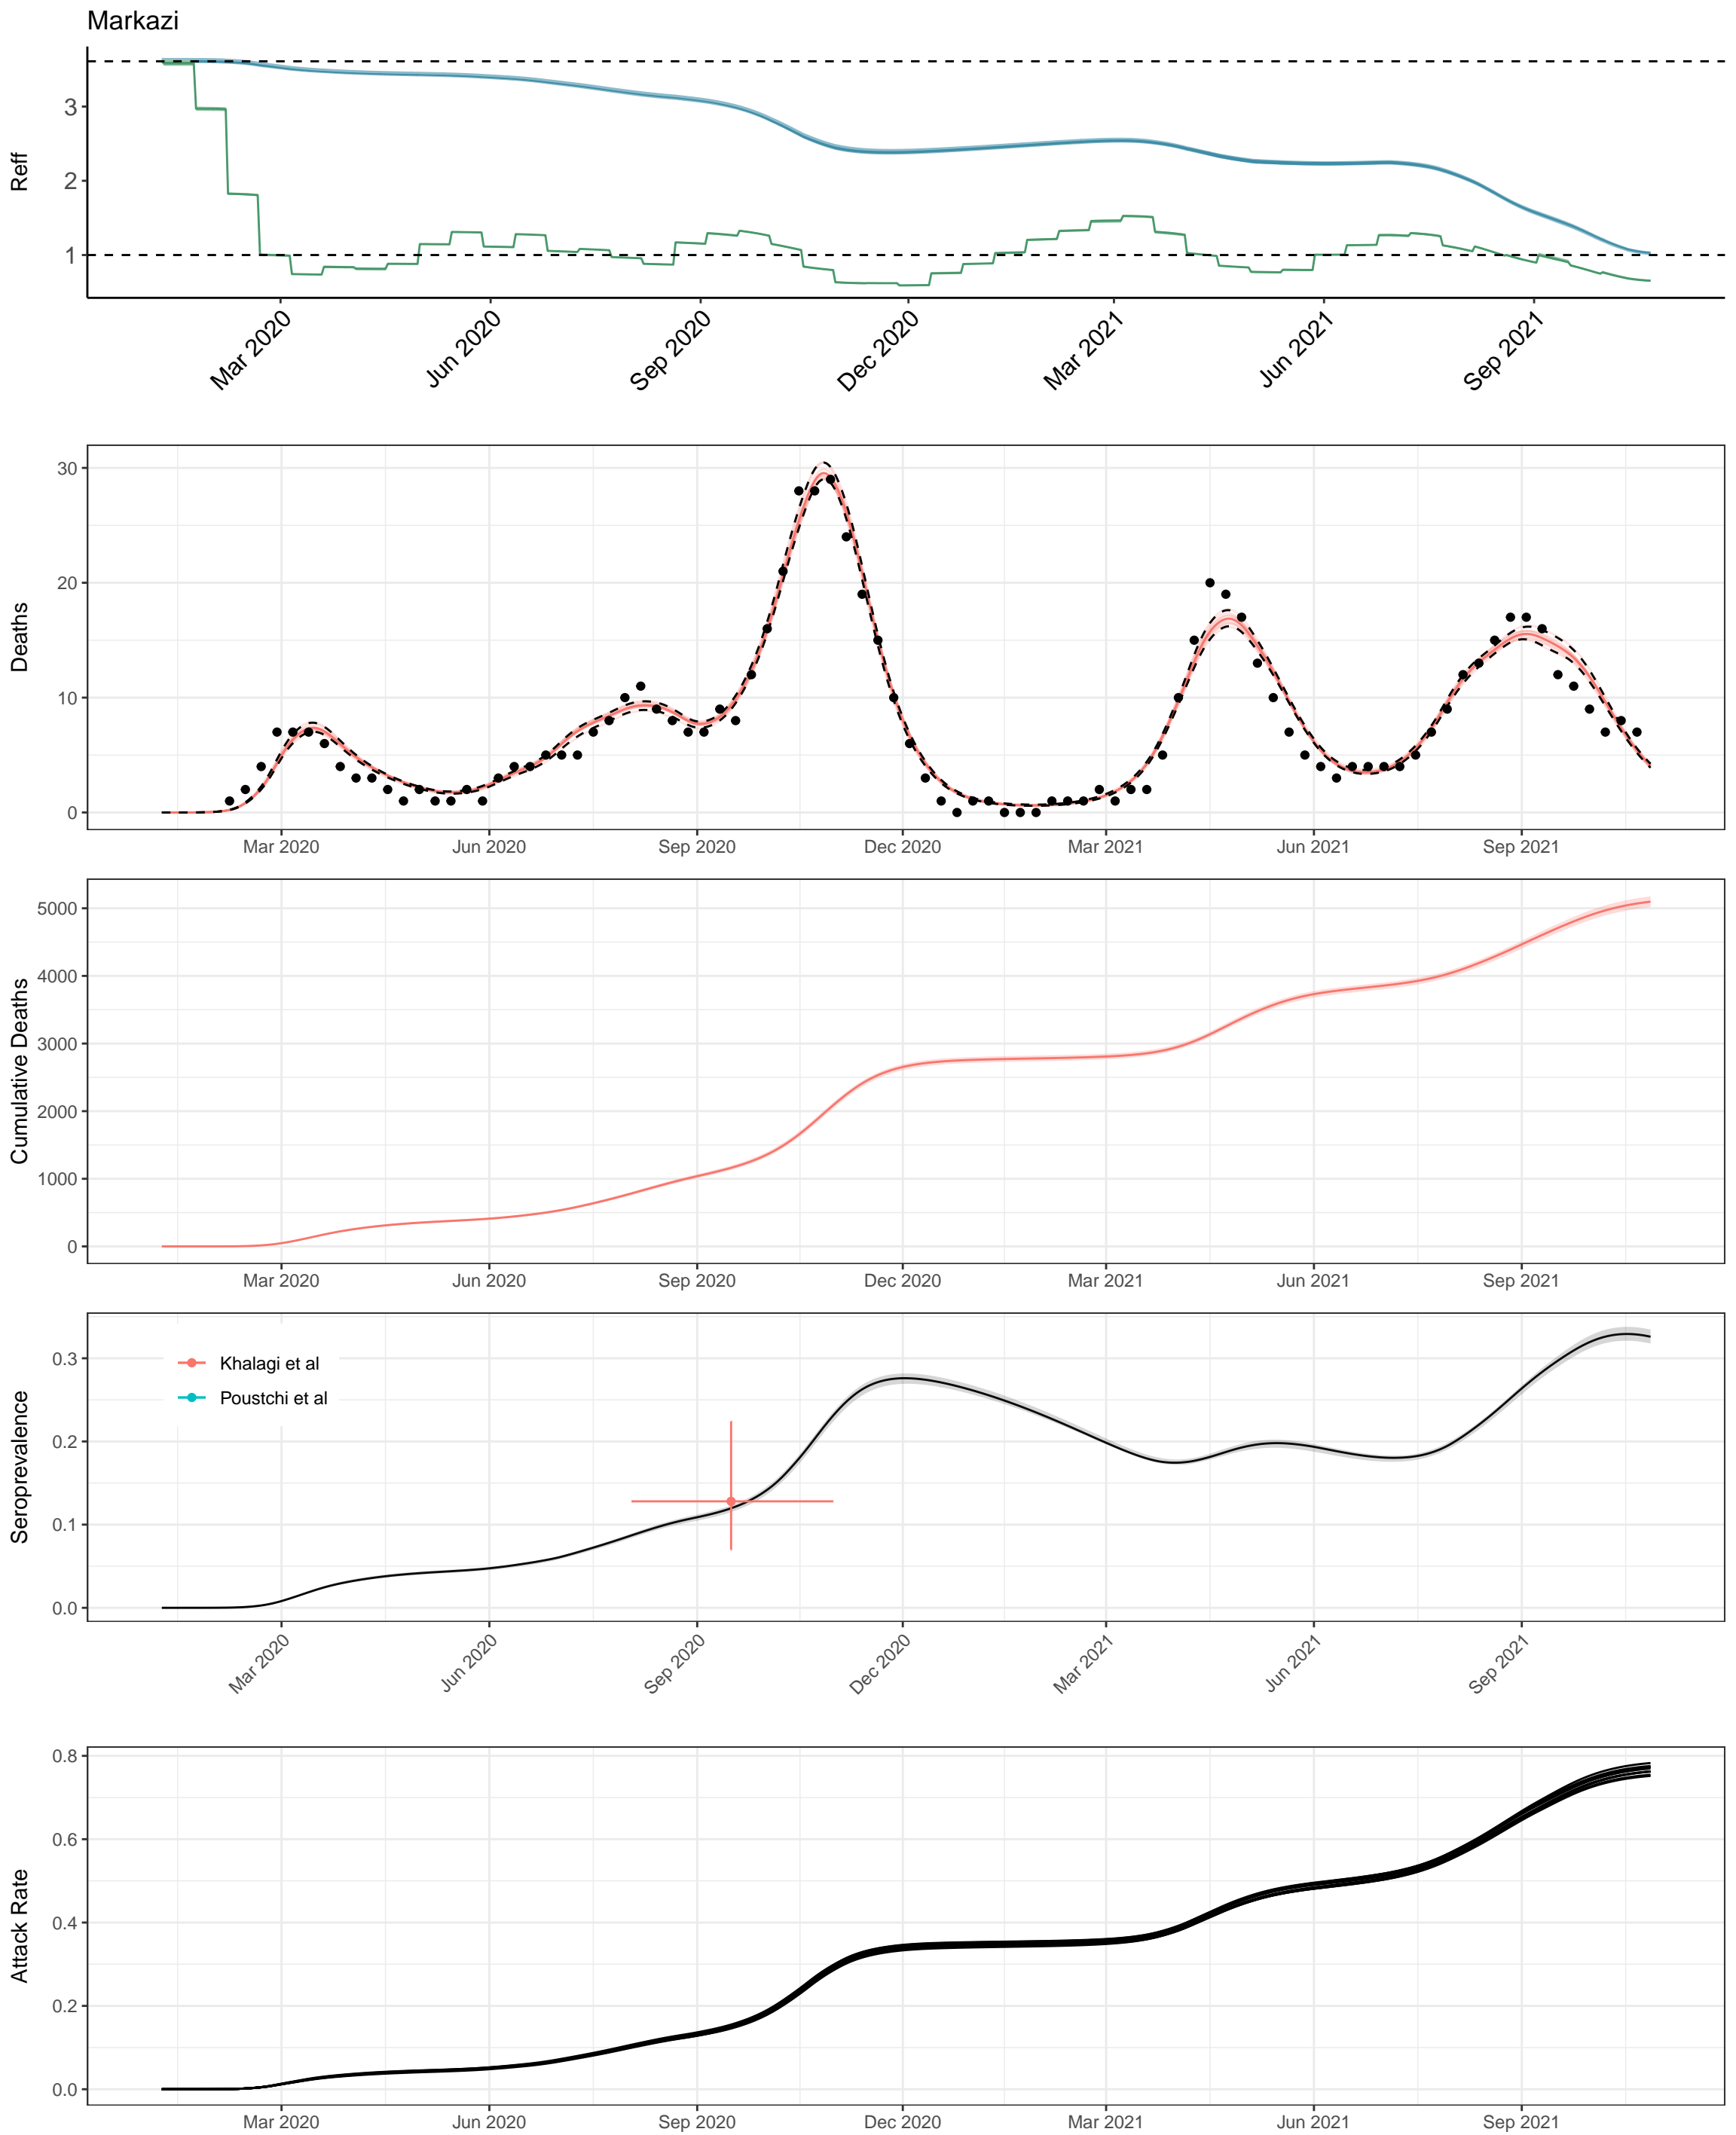 Markazi
Reff
3
2
1
Mar 2020
Jun 2020
Sep 2020
Dec 2020
Mar 2021
Jun 2021
Sep 2021
Deaths
30
20
10
0
Mar 2020
Jun 2020
Sep 2020
Dec 2020
Mar 2021
Jun 2021
Sep 2021
Cumulative Deaths
5000
4000
3000
2000
1000
0
Mar 2020
Jun 2020
Sep 2020
Dec 2020
Mar 2021
Jun 2021
Sep 2021
Seroprevalence
0.3
0.2
0.1
0.0
Khalagi et al
Poustchi et al
Mar 2020
Jun 2020
Sep 2020
Dec 2020
Mar 2021
Jun 2021
Sep 2021
Attack Rate
0.8
0.6
0.4
0.2
0.0
Mar 2020
Jun 2020
Sep 2020
Dec 2020
Mar 2021
Jun 2021
Sep 2021